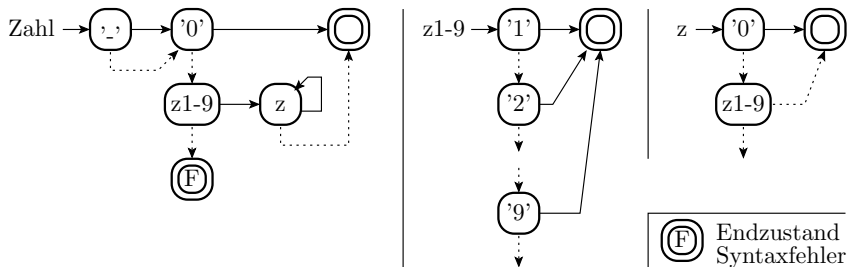 Zahl '-' '0'
z1-9 z
F
z1-9 '1'
'2'
'9'
z '0'
z1-9
F Endzustand
Syntaxfehler